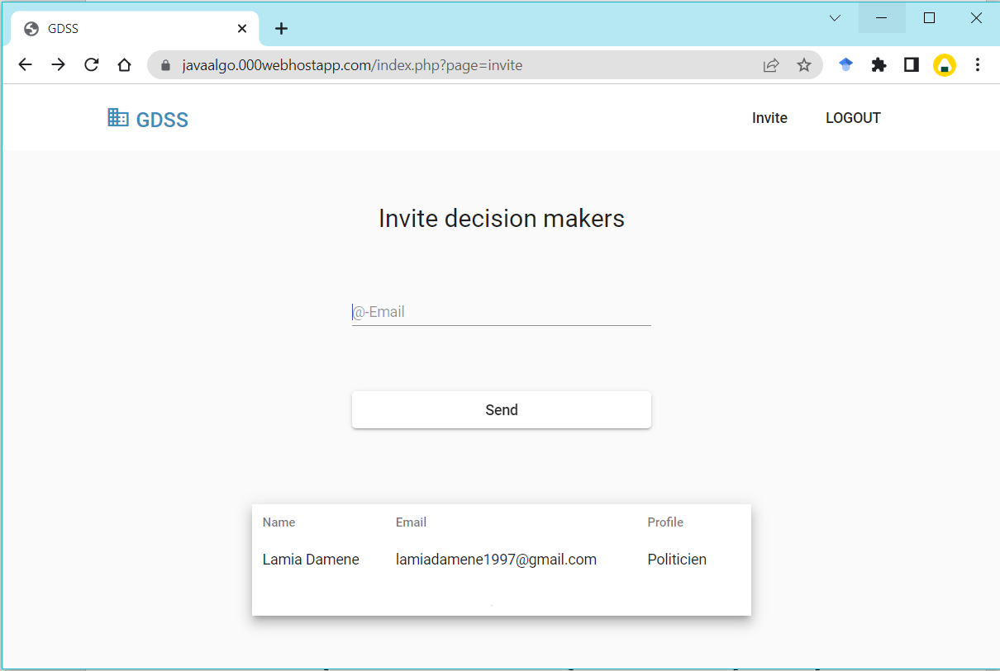 GDSS
javaalgo.000webhostapp.com/index.php?page=invite
GDSS Invite LOGOUT
Invite decision makers
@-Email
Send
Name Email Profile
Lamia Damene lamiadamene1997@gmail.com Politicien